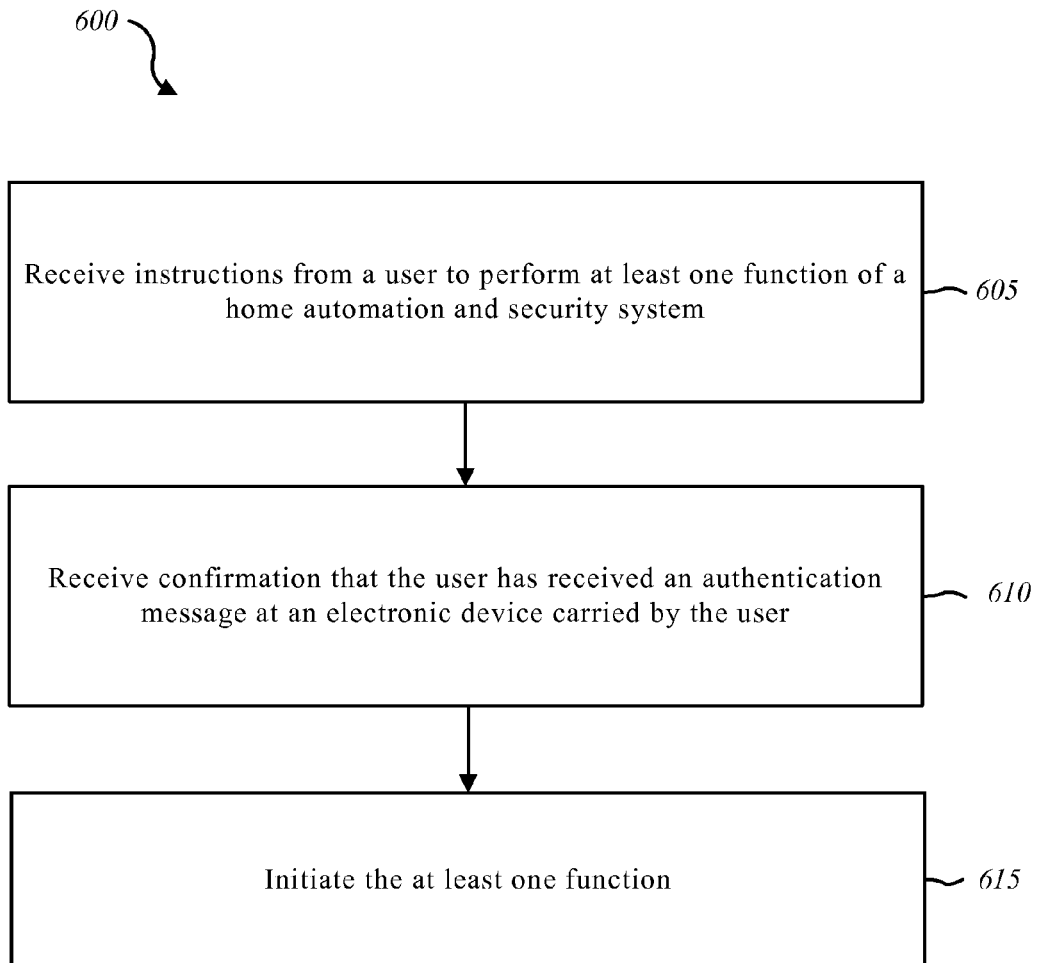 600
Receive instructions from a user to perform at least one function of a
home automation and security system
605
Receive confirmation that the user has received an authentication
message at an electronic device carried by the user
610
Initiate the at least one function
615